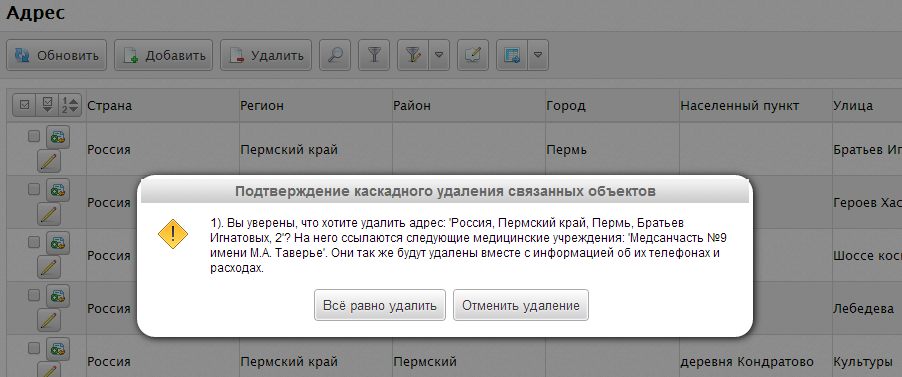 Адрес
Обновить Добавить Удалить
1 2 Страна Регион Район Город Населенный пункт Улица
Россия Пермский край Пермь Братьев Иг
Россия Героев Хас
Подтверждение каскадного удаления связанных объектов
1). Вы уверены, что хотите удалить адрес: 'Россия, Пермский край, Пермь, Братьев
Игнатовых, 2'? На него ссылаются следующие медицинские учреждения: 'Медсанчасть №9
имени М.А. Таверье'. Они так же будут удалены вместе с информацией об их телефонах и
расходах.
Россия Шоссе кос
Всё равно удалить Отменить удаление
Россия Лебедева
Россия Пермский край Пермский деревня Кондратово Культуры